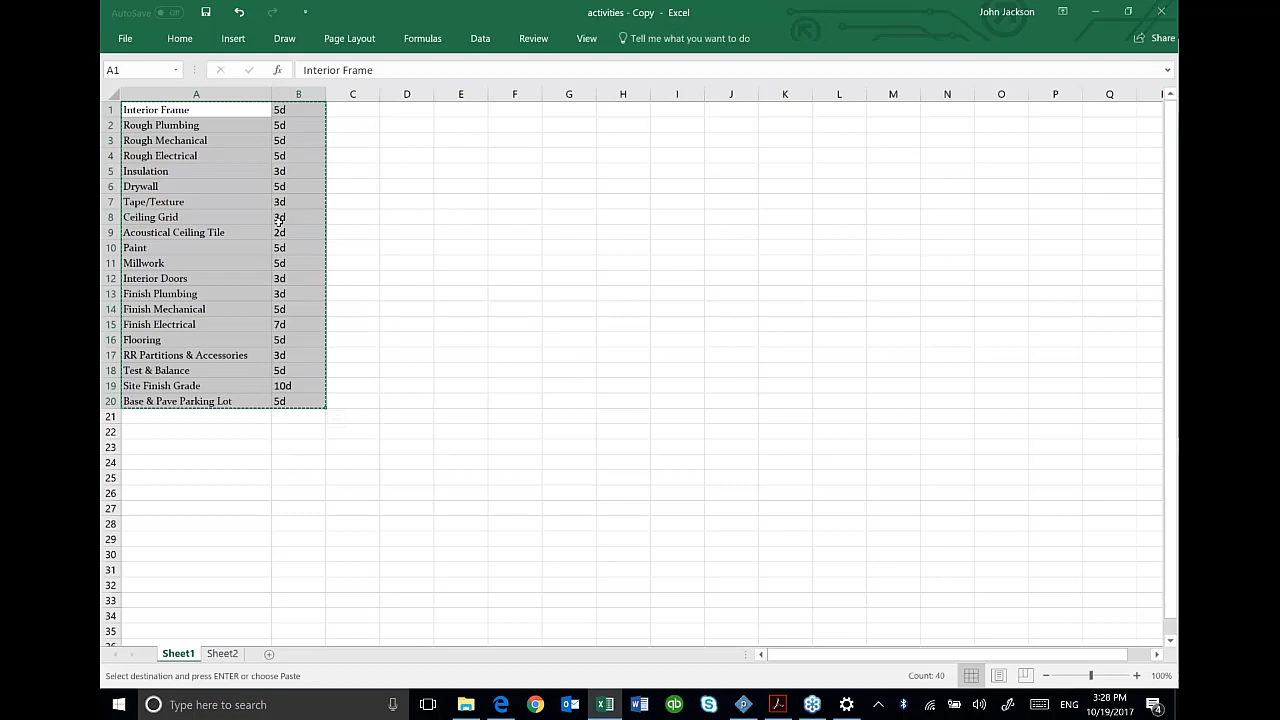 AutoSave Off
activities - Copy - Excel
John Jackson
File Home Insert Draw Page Layout Formulas Data Review View Tell me what you want to do Share
A1 fx Interior Frame
A B C D E F G H I J K L M N O P Q
1 Interior Frame 5d
2 Rough Plumbing 5d
3 Rough Mechanical 5d
4 Rough Electrical 5d
5 Insulation 3d
6 Drywall 5d
7 Tape/Texture 3d
8 Ceiling Grid
9 Acoustical Ceiling Tile 2d
10 Paint 5d
11 Millwork 5d
12 Interior Doors 3d
13 Finish Plumbing 3d
14 Finish Mechanical 5d
15 Finish Electrical 7d
16 Flooring 5d
17 RR Partitions & Accessories 3d
18 Test & Balance 5d
19 Site Finish Grade 10d
20 Base & Pave Parking Lot 5d
21
22
23
24
25
26
27
28
29
30
31
32
33
34
35
Sheet1 Sheet2
Select destination and press ENTER or choose Paste Count: 40 100%
Type here to search ENG 3:28 PM
10/19/2017 4